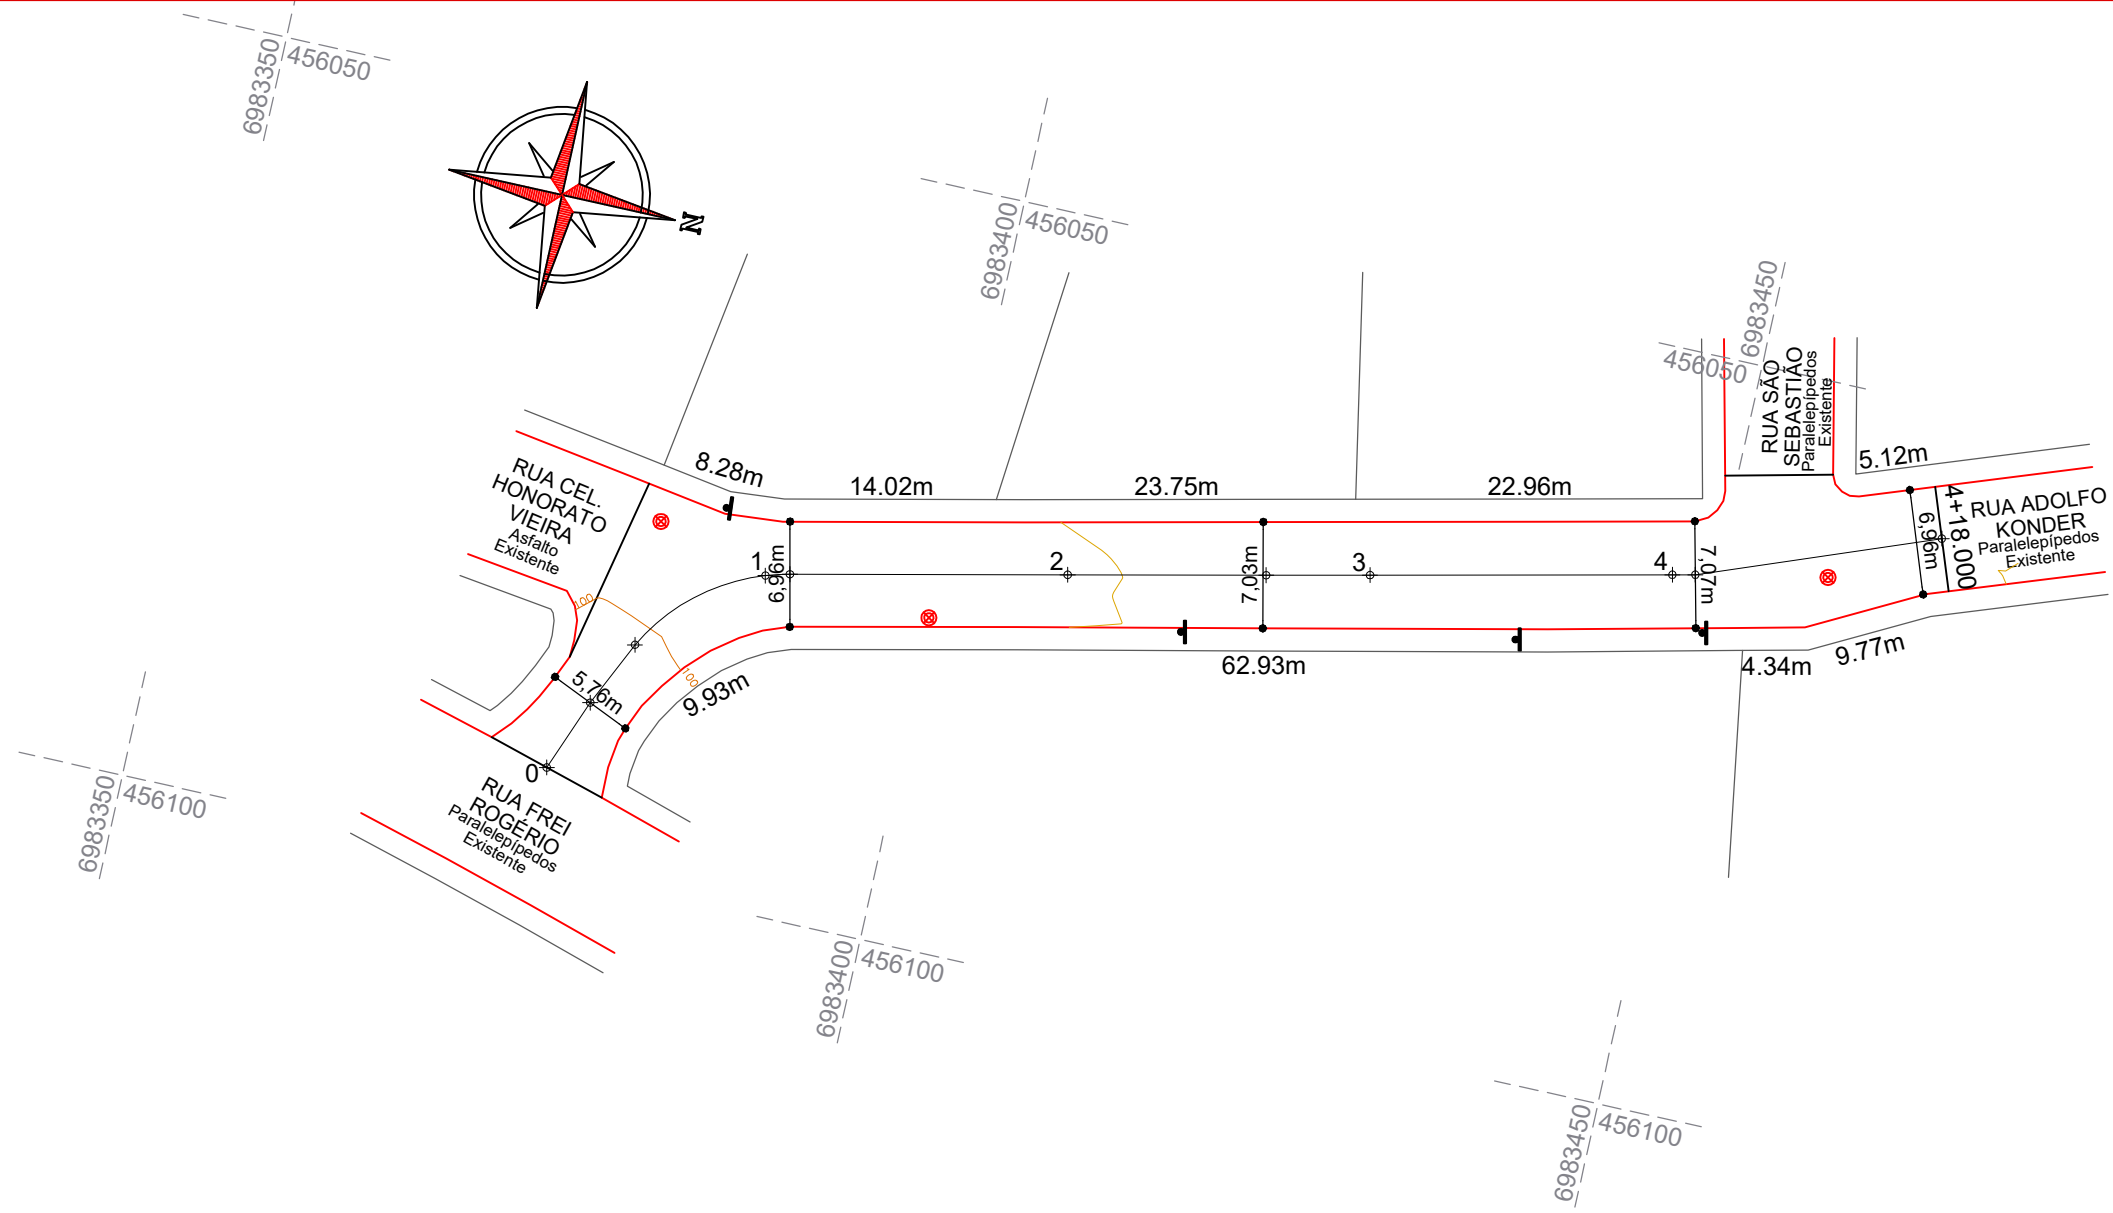 6983350
456050
N
6983400
456050
6983450
456050
RUA SÃO
SEBASTIÃO
Paralelepípedos
Existente
8.28m
14.02m
23.75m
22.96m
5.12m
RUA CEL.
HONORATO
VIEIRA
Asfalto
Existente
4+18.000
6,96m
RUA ADOLFO
KONDER
Paralelepípedos
Existente
1
6,96m
2
7,03m
3
4
7,07m
100
100
5,76m
9.93m
62.93m
4.34m
9.77m
0
RUA FREI
ROGÉRIO
Paralelepípedos
Existente
6983350
456100
6983400
456100
6983450
456100